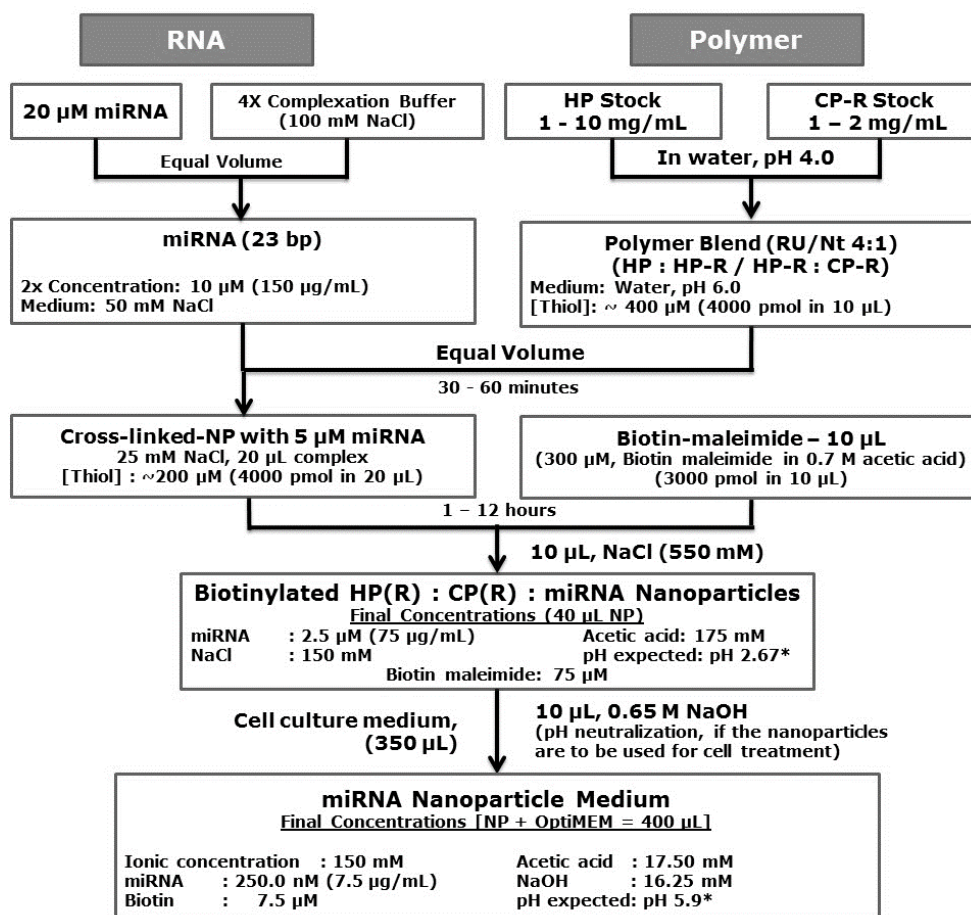 RNA
Polymer
20 µM miRNA
4X Complexation Buffer
(100 mM NaCl)
HP Stock
1 - 10 mg/mL
CP-R Stock
1 – 2 mg/mL
Equal Volume
In water, pH 4.0
miRNA (23 bp)
2x Concentration: 10 µM (150 µg/mL)
Medium: 50 mM NaCl
Polymer Blend (RU/Nt 4:1)
(HP : HP-R / HP-R : CP-R)
Medium: Water, pH 6.0
[Thiol]: ~ 400 µM (4000 pmol in 10 µL)
Equal Volume
30 - 60 minutes
Cross-linked-NP with 5 µM miRNA
25 mM NaCl, 20 µL complex
[Thiol] : ~200 µM (4000 pmol in 20 µL)
Biotin-maleimide – 10 µL
(300 µM, Biotin maleimide in 0.7 M acetic acid)
(3000 pmol in 10 µL)
1 – 12 hours
10 µL, NaCl (550 mM)
Biotinylated HP(R) : CP(R) : miRNA Nanoparticles
Final Concentrations (40 µL NP)
miRNA : 2.5 µM (75 µg/mL) Acetic acid: 175 mM
NaCl : 150 mM pH expected: pH 2.67*
Biotin maleimide: 75 µM
Cell culture medium,
(350 µL)
10 µL, 0.65 M NaOH
(pH neutralization, if the nanoparticles
are to be used for cell treatment)
miRNA Nanoparticle Medium
Final Concentrations [NP + OptiMEM = 400 µL]
Ionic concentration : 150 mM Acetic acid : 17.50 mM
miRNA : 250.0 nM (7.5 µg/mL) NaOH : 16.25 mM
Biotin : 7.5 µM pH expected: pH 5.9*